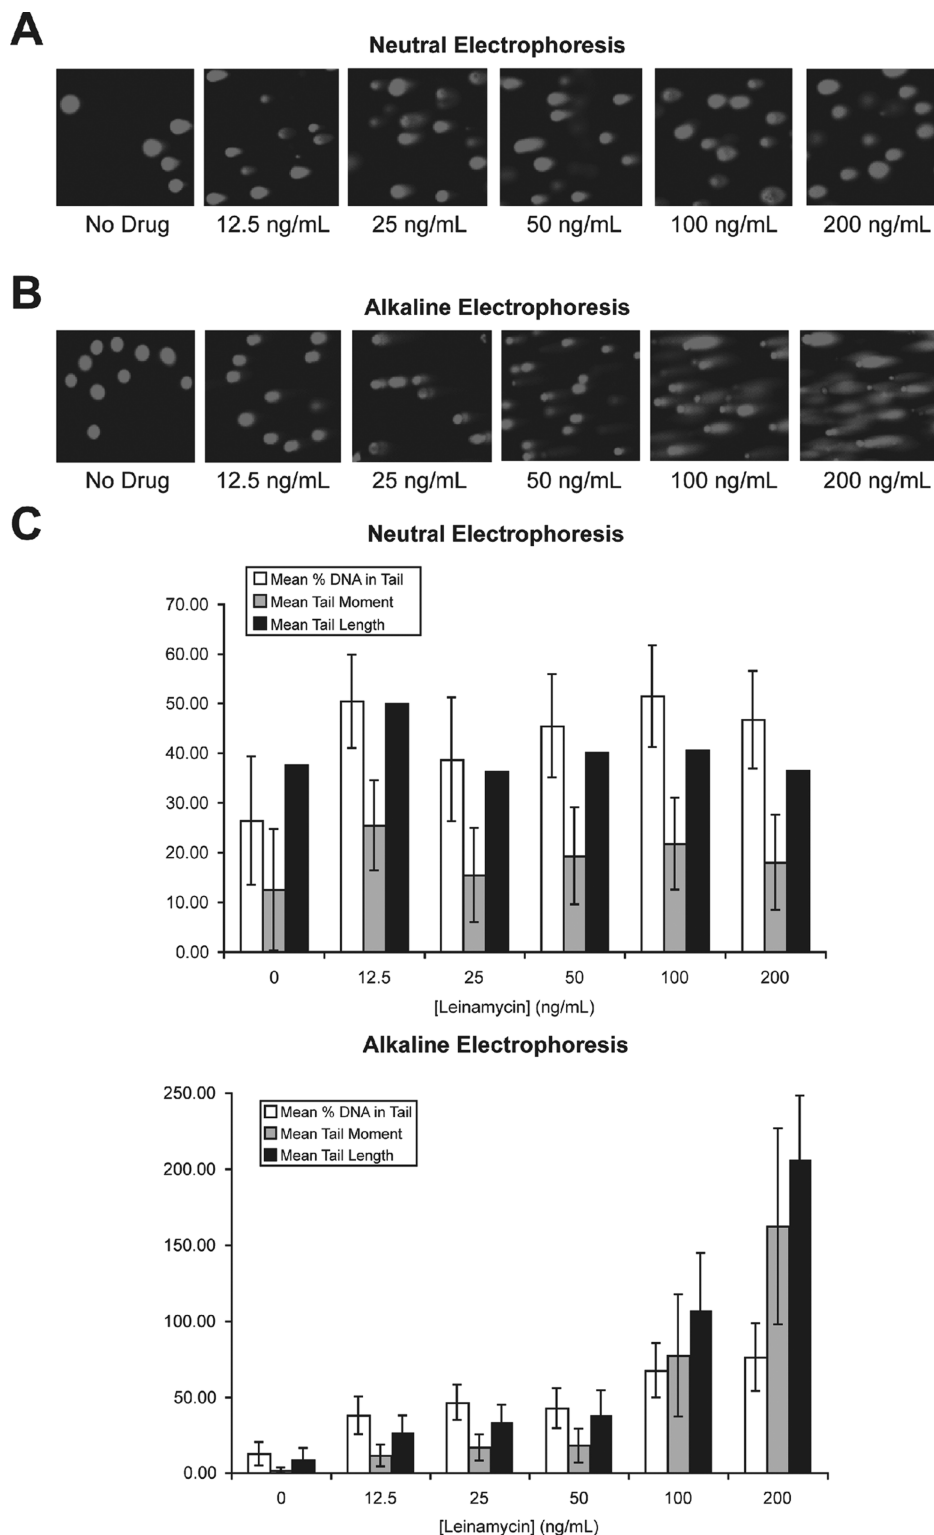 A
Neutral Electrophoresis
No Drug 12.5 ng/mL 25 ng/mL 50 ng/mL 100 ng/mL 200 ng/mL
B
Alkaline Electrophoresis
No Drug 12.5 ng/mL 25 ng/mL 50 ng/mL 100 ng/mL 200 ng/mL
C
Neutral Electrophoresis
Mean % DNA in Tail
Mean Tail Moment
Mean Tail Length
70.00
60.00
50.00
40.00
30.00
20.00
10.00
0.00
0 12.5 25 50 100 200
[Leinamycin] (ng/mL)
Alkaline Electrophoresis
Mean % DNA in Tail
Mean Tail Moment
Mean Tail Length
250.00
200.00
150.00
100.00
50.00
0.00
0 12.5 25 50 100 200
[Leinamycin] (ng/mL)